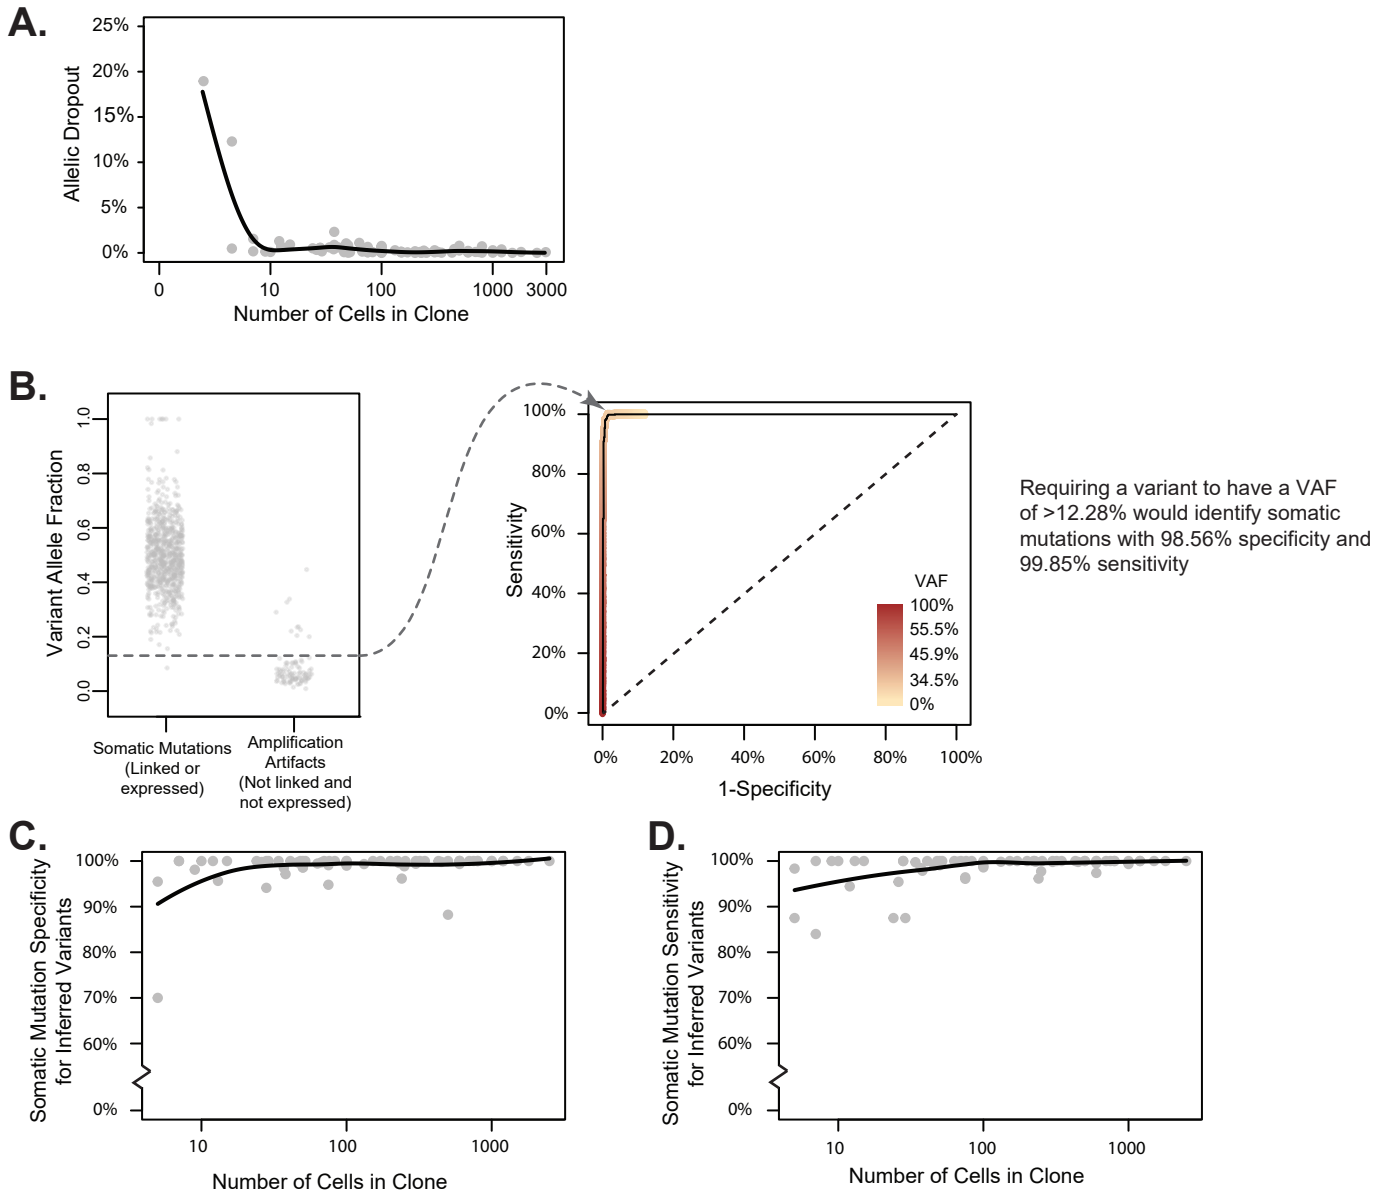 A.
Allelic Dropout
25%
20%
15%
10%
5%
0%
0 10 100 1000 3000
Number of Cells in Clone
B.
Variant Allele Fraction
1.0
0.8
0.6
0.4
0.2
0.0
Somatic Mutations
(Linked or
expressed)
Amplification
Artifacts
(Not linked and
not expressed)
Sensitivity
100%
80%
60%
40%
20%
0%
VAF
100%
55.5%
45.9%
34.5%
0%
0% 20% 40% 60% 80% 100%
1-Specificity
Requiring a variant to have a VAF
of >12.28% would identify somatic
mutations with 98.56% specificity and
99.85% sensitivity
C.
Somatic Mutation Specificity
for Inferred Variants
100%
90%
80%
70%
60%
0%
10 100 1000
Number of Cells in Clone
D.
Somatic Mutation Sensitivity
for Inferred Variants
100%
90%
80%
70%
60%
0%
10 100 1000
Number of Cells in Clone